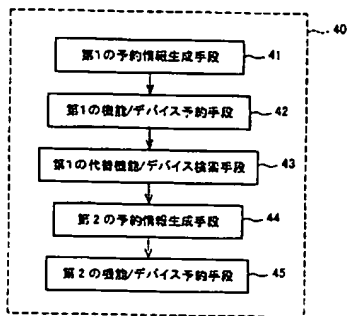 40
第1の予約情報生成手段 41
第1の機能/デバイス予約手段 42
第1の代替機能/デバイス検索手段 43
第2の予約情報生成手段 44
第2の機能/デバイス予約手段 45